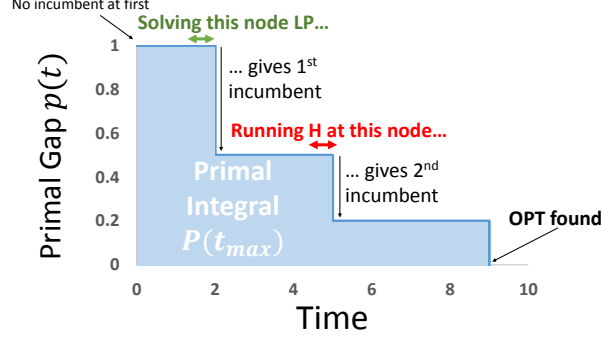 No incumbent at first
Solving this node LP…
1
… gives 1st
incumbent
0.8
0.6
Running H at this node…
0.4
Primal
Integral
P(t_max)
… gives 2nd
incumbent
0.2
OPT found
0
0 2 4 6 8 10
Time
Primal Gap p(t)